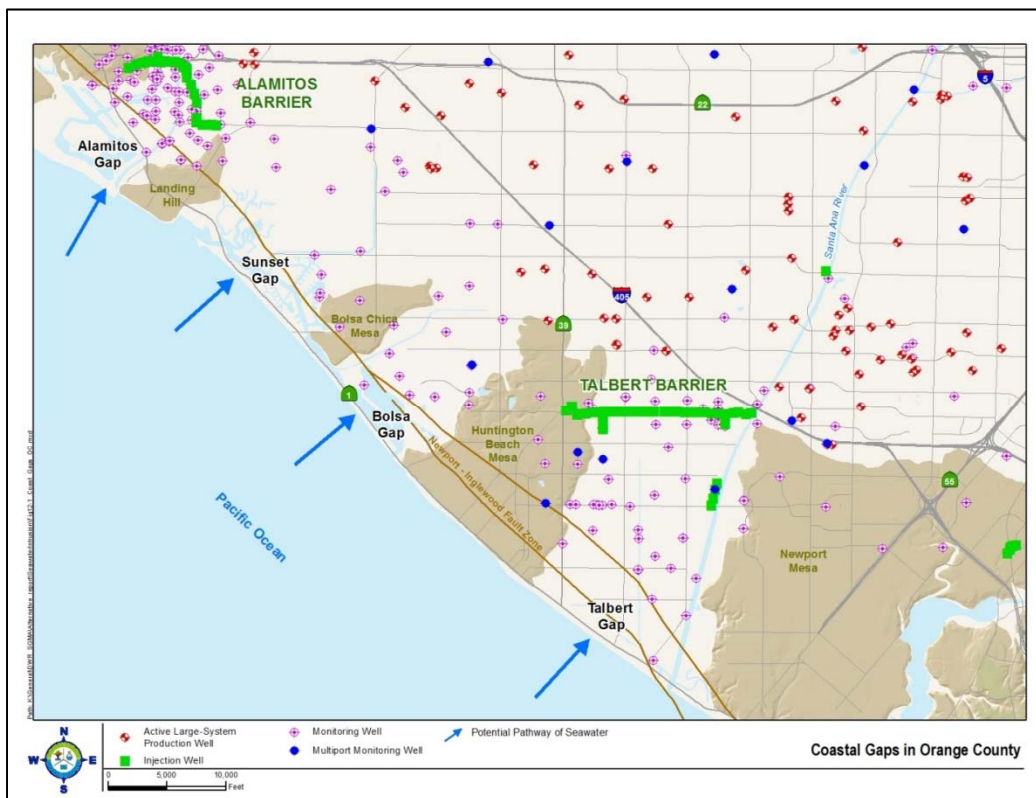 ALAMITOS
BARRIER
Alamitos
Gap
Landing
Hill
22
5
Santa Ana River
Sunset
Gap
Bolsa Chica
Mesa
405
39
1
TALBERT BARRIER
Bolsa
Gap
Huntington
Beach
Mesa
Newport - Inglewood Fault Zone
55
Pacific Ocean
Newport
Mesa
Talbert
Gap
N
W
E
S
Active Large-System
Production Well
Injection Well
Monitoring Well
Multiport Monitoring Well
Potential Pathway of Seawater
0 5,000 10,000
Feet
Coastal Gaps in Orange County